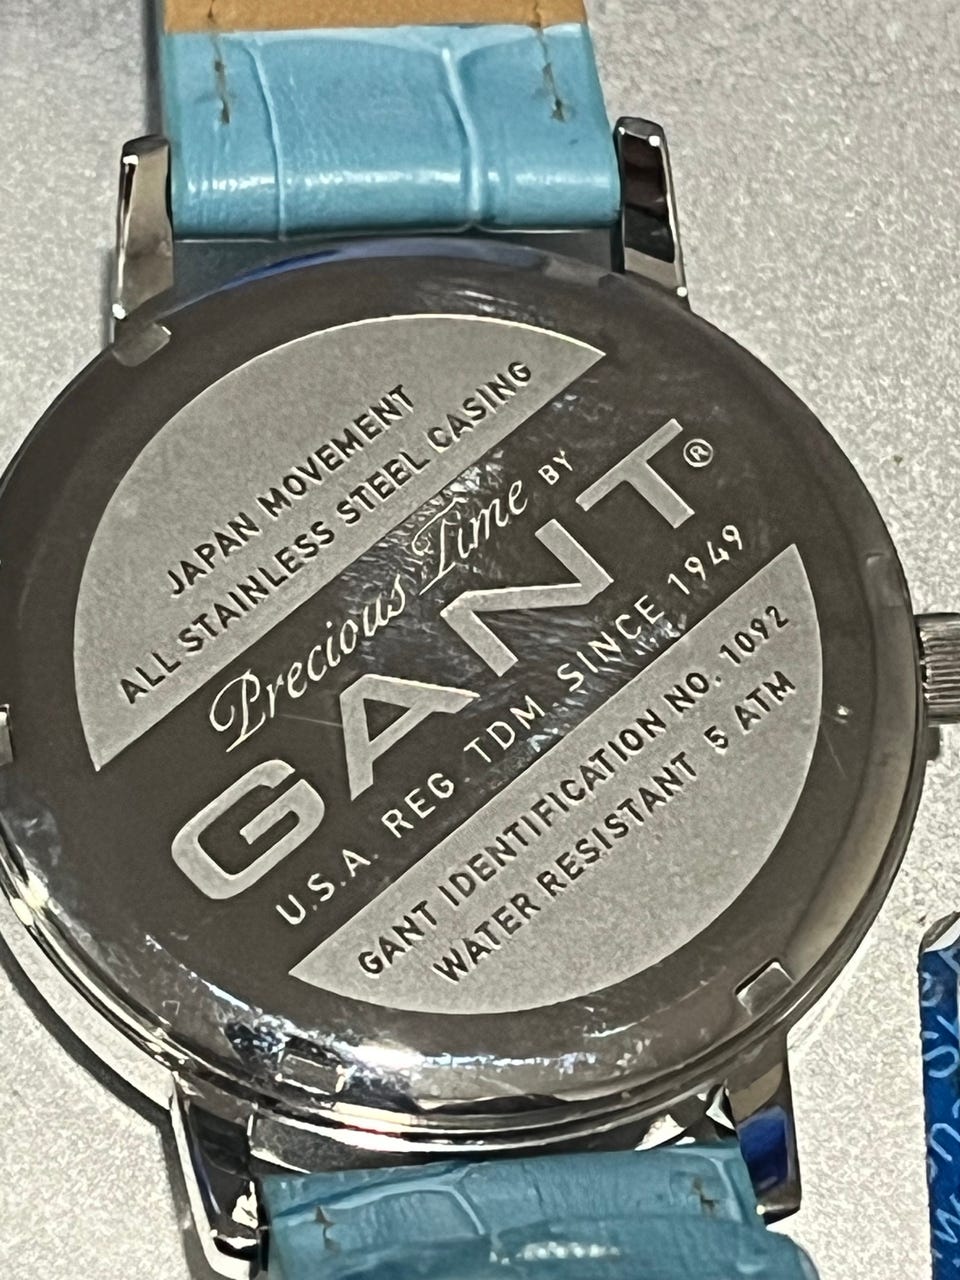 JAPAN MOVEMENT
ALL STAINLESS STEEL CASING
Precious Time BY
GANT®
U.S.A. REG. TDM. SINCE 1949
GANT IDENTIFICATION NO. 1092
WATER RESISTANT 5 ATM